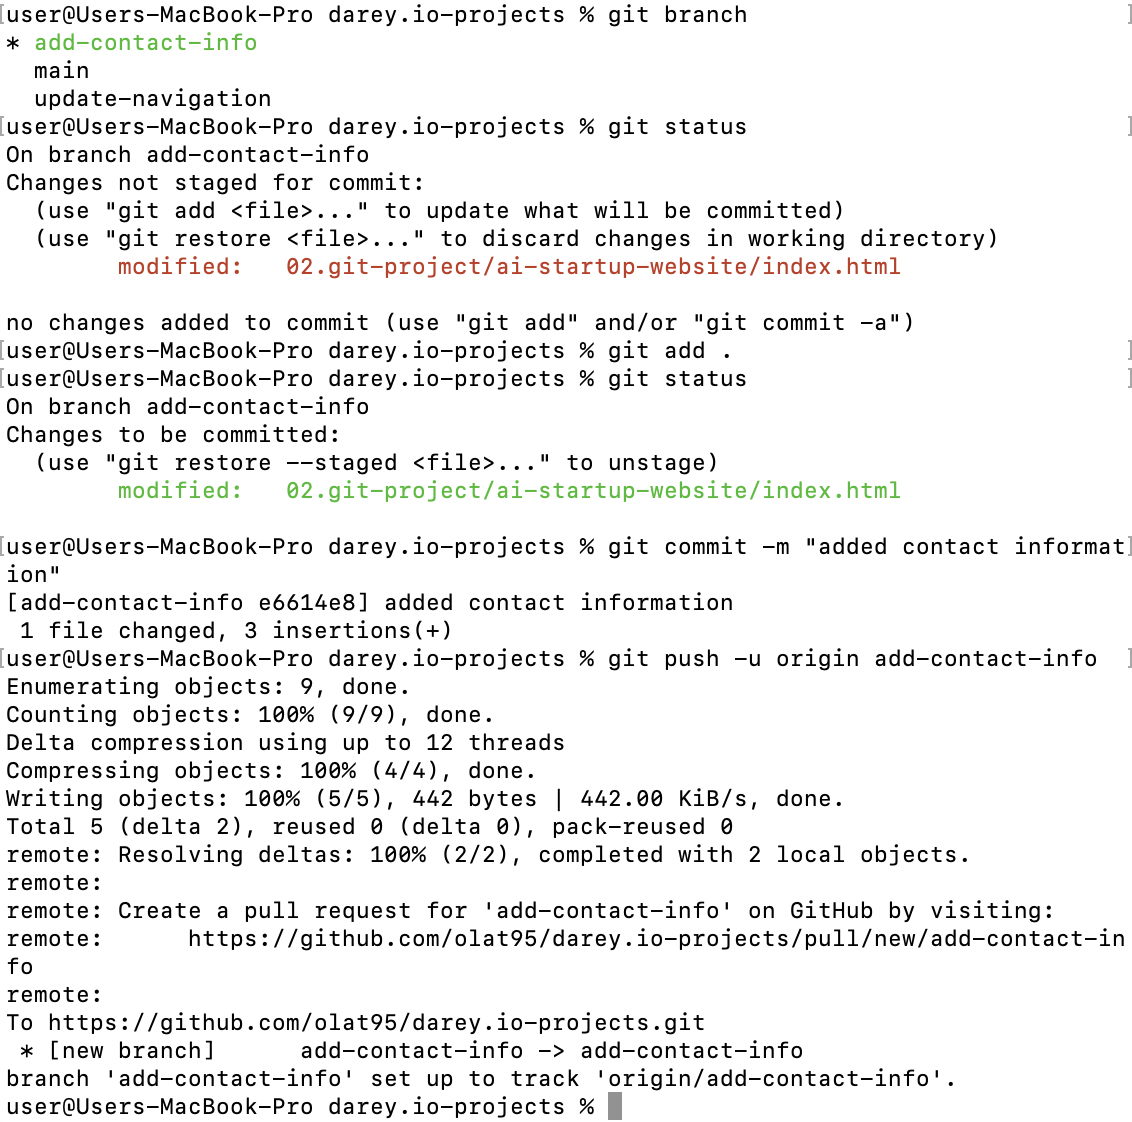 [user@Users-MacBook-Pro darey.io-projects % git branch ]
* add-contact-info
  main
  update-navigation
[user@Users-MacBook-Pro darey.io-projects % git status ]
On branch add-contact-info
Changes not staged for commit:
  (use "git add <file>..." to update what will be committed)
  (use "git restore <file>..." to discard changes in working directory)
        modified:   02.git-project/ai-startup-website/index.html

no changes added to commit (use "git add" and/or "git commit -a")
[user@Users-MacBook-Pro darey.io-projects % git add . ]
[user@Users-MacBook-Pro darey.io-projects % git status ]
On branch add-contact-info
Changes to be committed:
  (use "git restore --staged <file>..." to unstage)
        modified:   02.git-project/ai-startup-website/index.html

[user@Users-MacBook-Pro darey.io-projects % git commit -m "added contact informat]
ion"
[add-contact-info e6614e8] added contact information
 1 file changed, 3 insertions(+)
[user@Users-MacBook-Pro darey.io-projects % git push -u origin add-contact-info ]
Enumerating objects: 9, done.
Counting objects: 100% (9/9), done.
Delta compression using up to 12 threads
Compressing objects: 100% (4/4), done.
Writing objects: 100% (5/5), 442 bytes | 442.00 KiB/s, done.
Total 5 (delta 2), reused 0 (delta 0), pack-reused 0
remote: Resolving deltas: 100% (2/2), completed with 2 local objects.
remote:
remote: Create a pull request for 'add-contact-info' on GitHub by visiting:
remote:      https://github.com/olat95/darey.io-projects/pull/new/add-contact-in
fo
remote:
To https://github.com/olat95/darey.io-projects.git
 * [new branch]      add-contact-info -> add-contact-info
branch 'add-contact-info' set up to track 'origin/add-contact-info'.
user@Users-MacBook-Pro darey.io-projects %